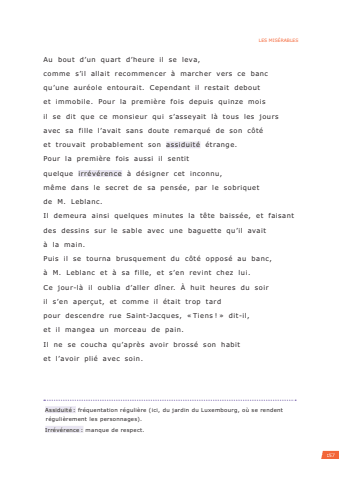 LES MISÉRABLES
Au bout d’un quart d’heure il se leva,
comme s’il allait recommencer à marcher vers ce banc
qu’une auréole entourait. Cependant il restait debout
et immobile. Pour la première fois depuis quinze mois
il se dit que ce monsieur qui s’asseyait là tous les jours
avec sa fille l’avait sans doute remarqué de son côté
et trouvait probablement son assiduité étrange.
Pour la première fois aussi il sentit
quelque irrévérence à désigner cet inconnu,
même dans le secret de sa pensée, par le sobriquet
de M. Leblanc.
Il demeura ainsi quelques minutes la tête baissée, et faisant
des dessins sur le sable avec une baguette qu’il avait
à la main.
Puis il se tourna brusquement du côté opposé au banc,
à M. Leblanc et à sa fille, et s’en revint chez lui.
Ce jour-là il oublia d’aller dîner. À huit heures du soir
il s’en aperçut, et comme il était trop tard
pour descendre rue Saint-Jacques, « Tiens ! » dit-il,
et il mangea un morceau de pain.
Il ne se coucha qu’après avoir brossé son habit
et l’avoir plié avec soin.
Assiduité : fréquentation régulière (ici, du jardin du Luxembourg, où se rendent
régulièrement les personnages).
Irrévérence : manque de respect.
157